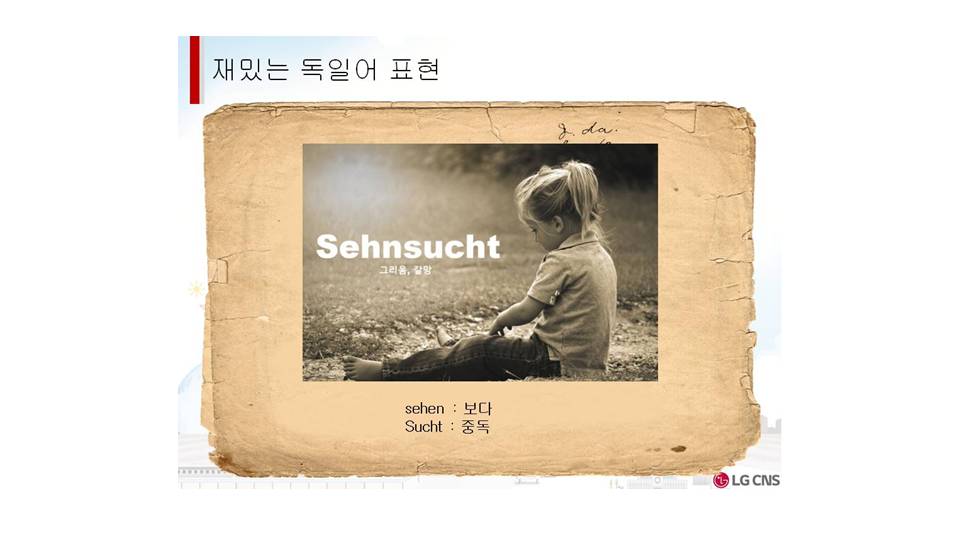 재밌는 독일어 표현
g. da:
Sehnsucht
그리움, 갈망
sehen : 보다
Sucht : 중독
LG CNS